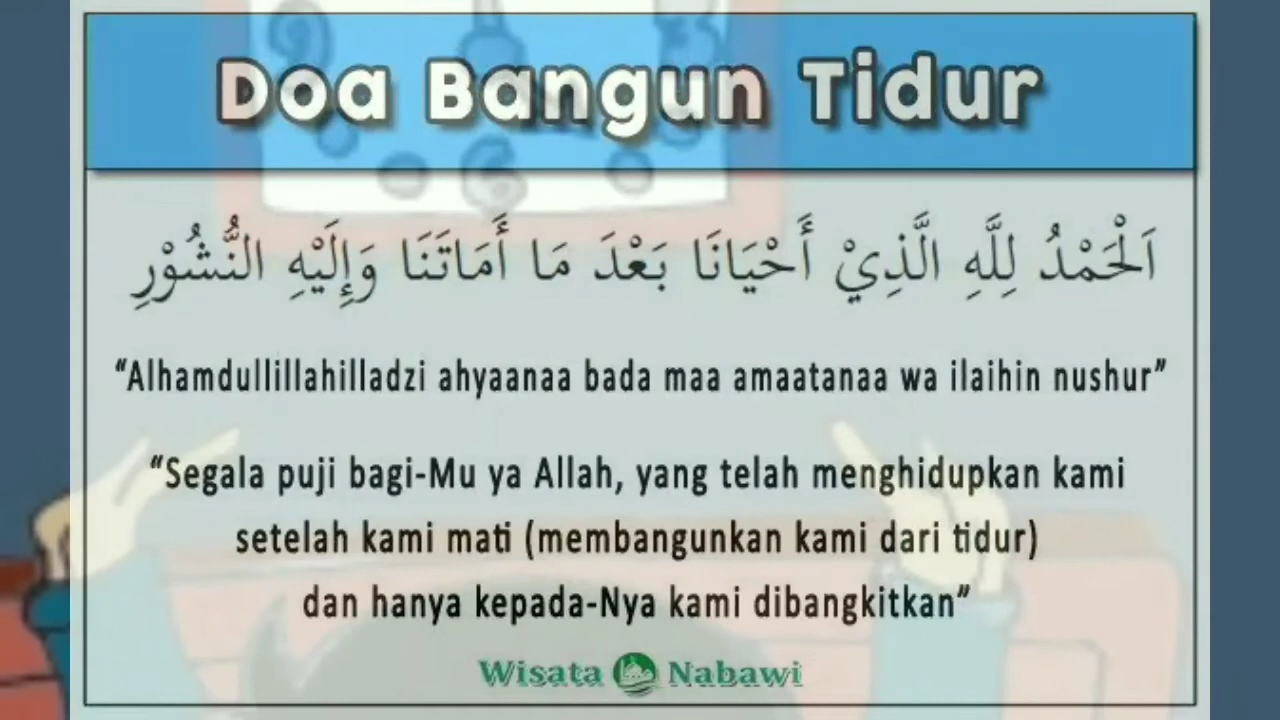 Doa Bangun Tidur
اَلْحَمْدُ لِلَّهِ الَّذِيْ أَحْيَانَا بَعْدَ مَا أَمَاتَنَا وَإِلَيْهِ النُّشُوْرِ
“Alhamdullillahilladzi ahyaanaa bada maa amaatanaa wa ilaihin nushur”
“Segala puji bagi-Mu ya Allah, yang telah menghidupkan kami
setelah kami mati (membangunkan kami dari tidur)
dan hanya kepada-Nya kami dibangkitkan”
Wisata Nabawi